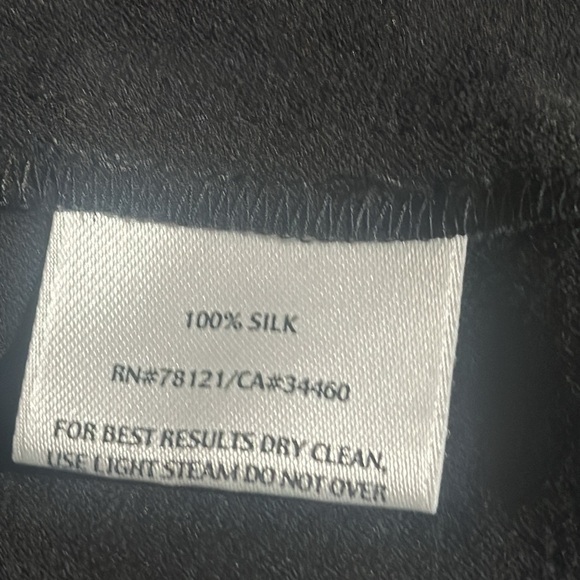 100% SILK
RN#78121/CA#34460
FOR BEST RESULTS DRY CLEAN,
USE LIGHT STEAM DO NOT OVER